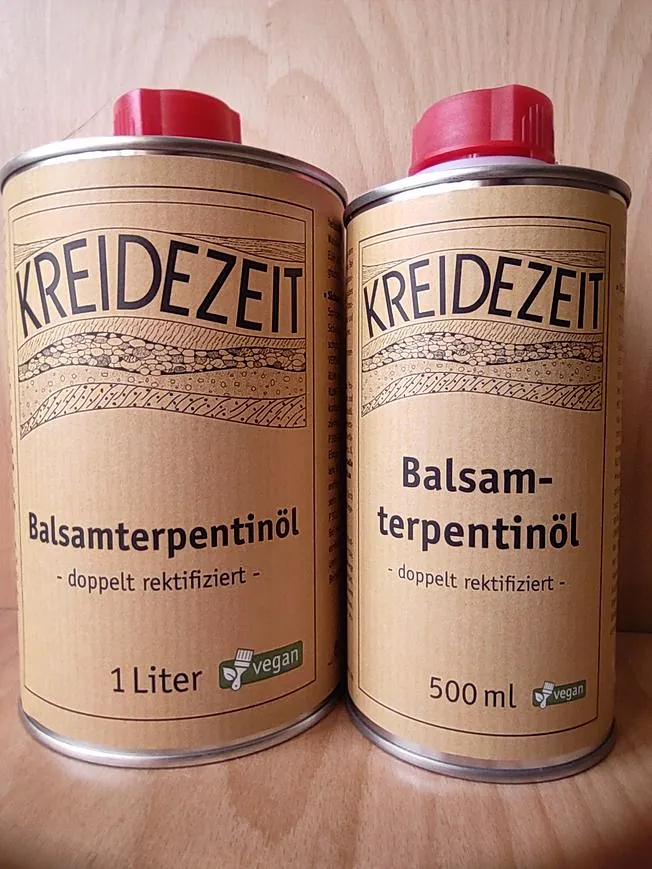 KREIDEZEIT
Balsamterpentinöl
- doppelt rektifiziert -
1 Liter
vegan
KREIDEZEIT
Balsam-
terpentinöl
- doppelt rektifiziert -
500 ml
vegan